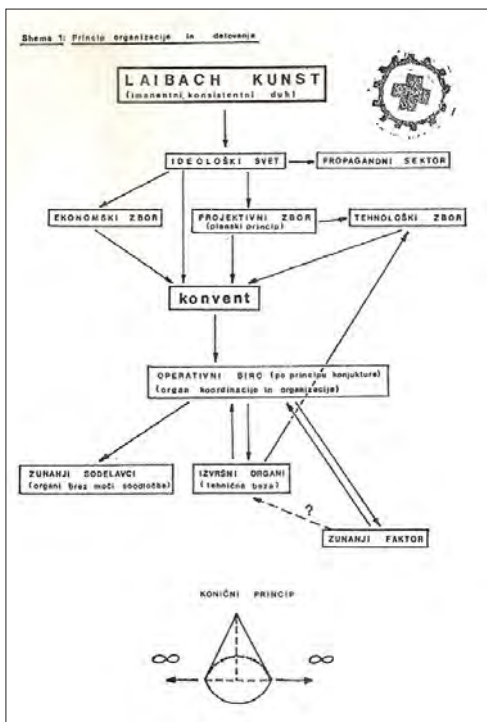 Shema 1: Princip organizacije in delovanja
LAIBACH KUNST
(imanentni, konsistentni duh)
IDEOLOŠKI SVET
PROPAGANDNI SEKTOR
EKONOMSKI ZBOR
PROJEKTIVNI ZBOR
(planski princip)
TEHNOLOŠKI ZBOR
konvent
OPERATIVNI BIRO (po principu konjukture)
(organ koordinacije in organizacije)
ZUNANJI SODELAVCI
(organi brez moči soodločbe)
IZVRŠNI ORGANI
(tehnična baza)
?
ZUNANJI FAKTOR
KONIČNI PRINCIP
∞ ∞